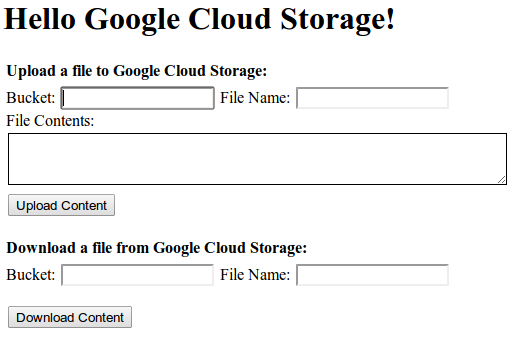 Hello Google Cloud Storage!
Upload a file to Google Cloud Storage:
Bucket: File Name:
File Contents:
Upload Content
Download a file from Google Cloud Storage:
Bucket: File Name:
Download Content